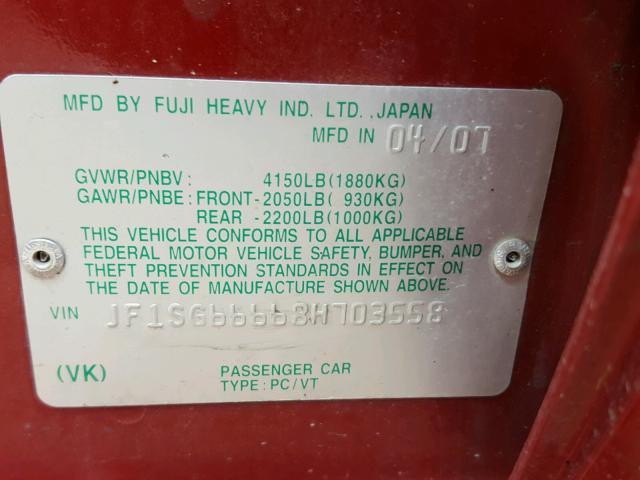 MFD BY FUJI HEAVY IND. LTD., JAPAN
MFD IN 04/07
GVWR/PNBV: 4150LB(1880KG)
GAWR/PNBE: FRONT-2050LB( 930KG)
REAR -2200LB(1000KG)
THIS VEHICLE CONFORMS TO ALL APPLICABLE
FEDERAL MOTOR VEHICLE SAFETY, BUMPER, AND
THEFT PREVENTION STANDARDS IN EFFECT ON
THE DATE OF MANUFACTURE SHOWN ABOVE.
VIN
(VK) PASSENGER CAR
TYPE: PC/VT